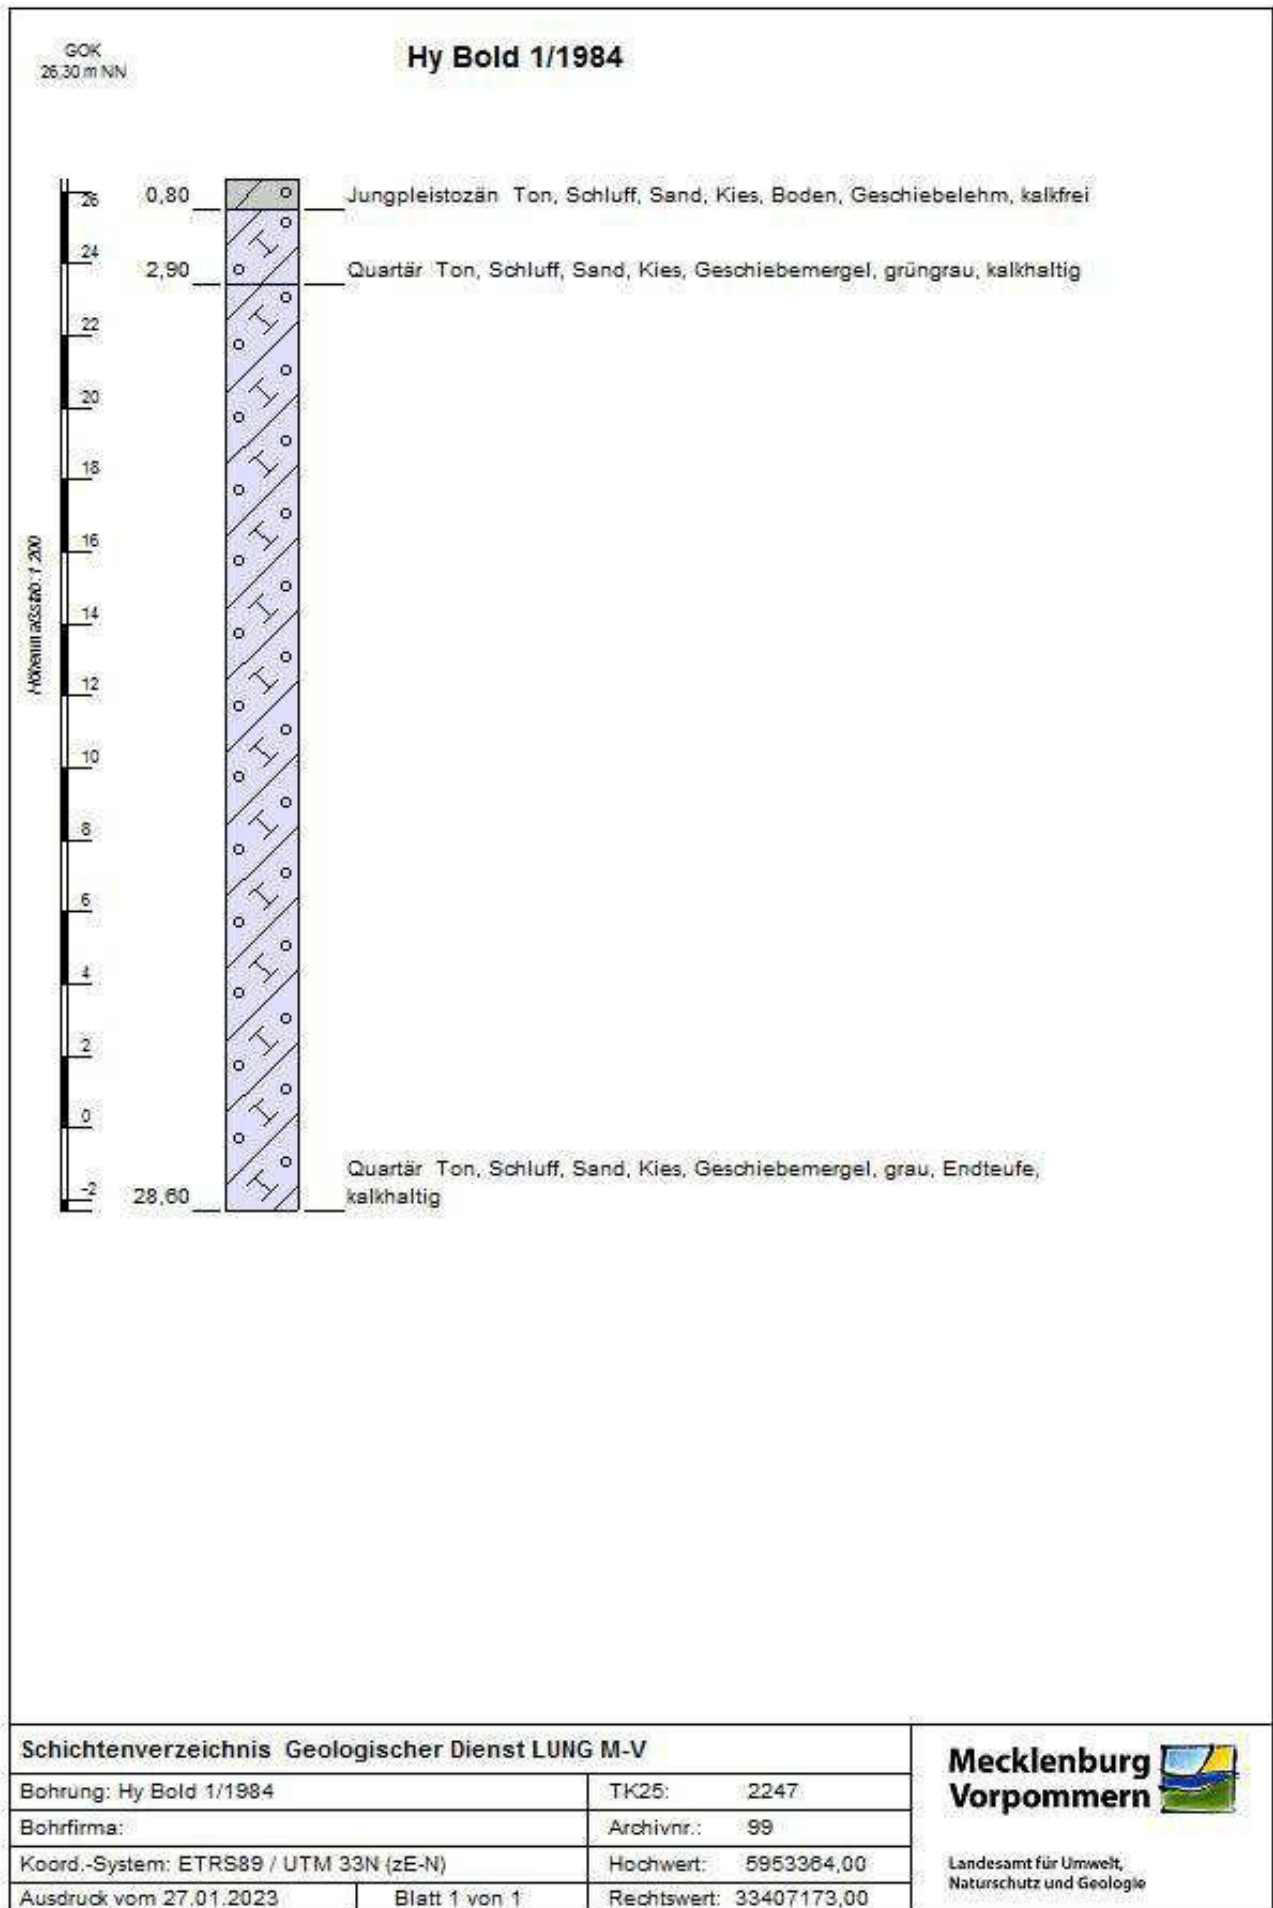 GOK
26,30 m NN
Hy Bold 1/1984
26
0,80
Jungpleistozän Ton, Schluff, Sand, Kies, Boden, Geschiebelehm, kalkfrei
24
2,90
Quartär Ton, Schluff, Sand, Kies, Geschiebemergel, grüngrau, kalkhaltig
22
20
18
16
14
12
10
8
6
4
2
0
-2
Höhenmaßstab: 1:200
28,60
Quartär Ton, Schluff, Sand, Kies, Geschiebemergel, grau, Endteufe,
kalkhaltig
Schichtenverzeichnis Geologischer Dienst LUNG M-V
Bohrung: Hy Bold 1/1984
TK25: 2247
Bohrfirma:
Archivnr.: 99
Koord.-System: ETRS89 / UTM 33N (zE-N)
Hochwert: 5953364,00
Ausdruck vom 27.01.2023
Blatt 1 von 1
Rechtswert: 33407173,00
Mecklenburg
Vorpommern
Landesamt für Umwelt,
Naturschutz und Geologie